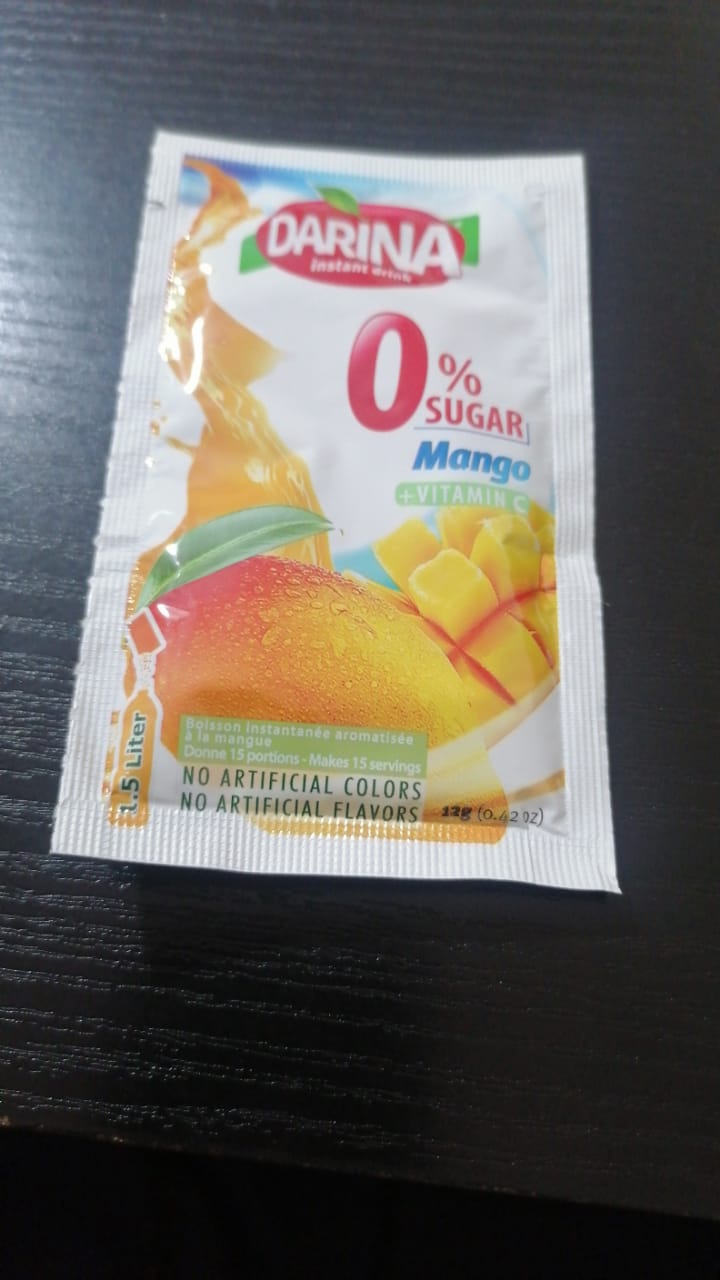 DARINA
instant drink
0%
SUGAR
Mango
+VITAMIN C
1.5 Liter
Boisson instantanée aromatisée
à la mangue
Donne 15 portions - Makes 15 servings
NO ARTIFICIAL COLORS
NO ARTIFICIAL FLAVORS
12g (0.42 oz)